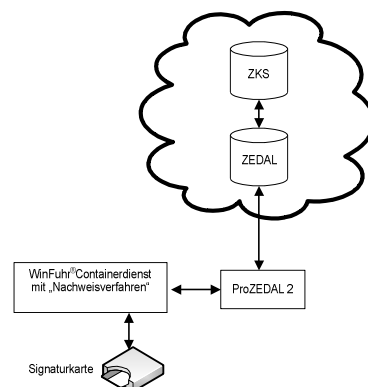 ZKS
ZEDAL
WinFuhr®Containerdienst
mit „Nachweisverfahren“
ProZEDAL 2
Signaturkarte